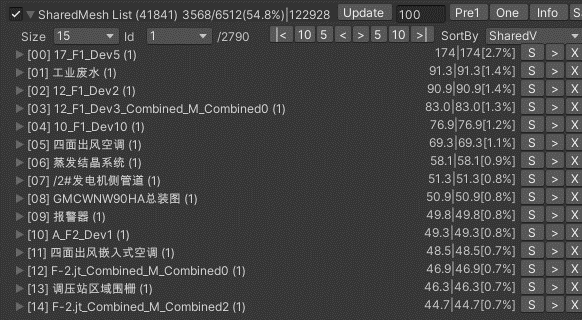 SharedMesh List (41841) 3568/6512(54.8%)|122928 Update 100 Pre1 One Info S
Size 15 Id 1 /2790 |< 10 5 < > 5 10 >| SortBy SharedV
[00] 17_F1_Dev5 (1) 174|174[2.7%] S > X
[01] 工业废水 (1) 91.3|91.3[1.4%] S > X
[02] 12_F1_Dev2 (1) 90.9|90.9[1.4%] S > X
[03] 12_F1_Dev3_Combined_M_Combined0 (1) 83.0|83.0[1.3%] S > X
[04] 10_F1_Dev10 (1) 76.9|76.9[1.2%] S > X
[05] 四面出风空调 (1) 69.3|69.3[1.1%] S > X
[06] 蒸发结晶系统 (1) 58.1|58.1[0.9%] S > X
[07] /2#发电机侧管道 (1) 51.3|51.3[0.8%] S > X
[08] GMCWNW90HA总装图 (1) 50.9|50.9[0.8%] S > X
[09] 报警器 (1) 49.8|49.8[0.8%] S > X
[10] A_F2_Dev1 (1) 49.3|49.3[0.8%] S > X
[11] 四面出风嵌入式空调 (1) 48.5|48.5[0.7%] S > X
[12] F-2.jt_Combined_M_Combined0 (1) 46.9|46.9[0.7%] S > X
[13] 调压站区域围栅 (1) 46.3|46.3[0.7%] S > X
[14] F-2.jt_Combined_M_Combined2 (1) 44.7|44.7[0.7%] S > X